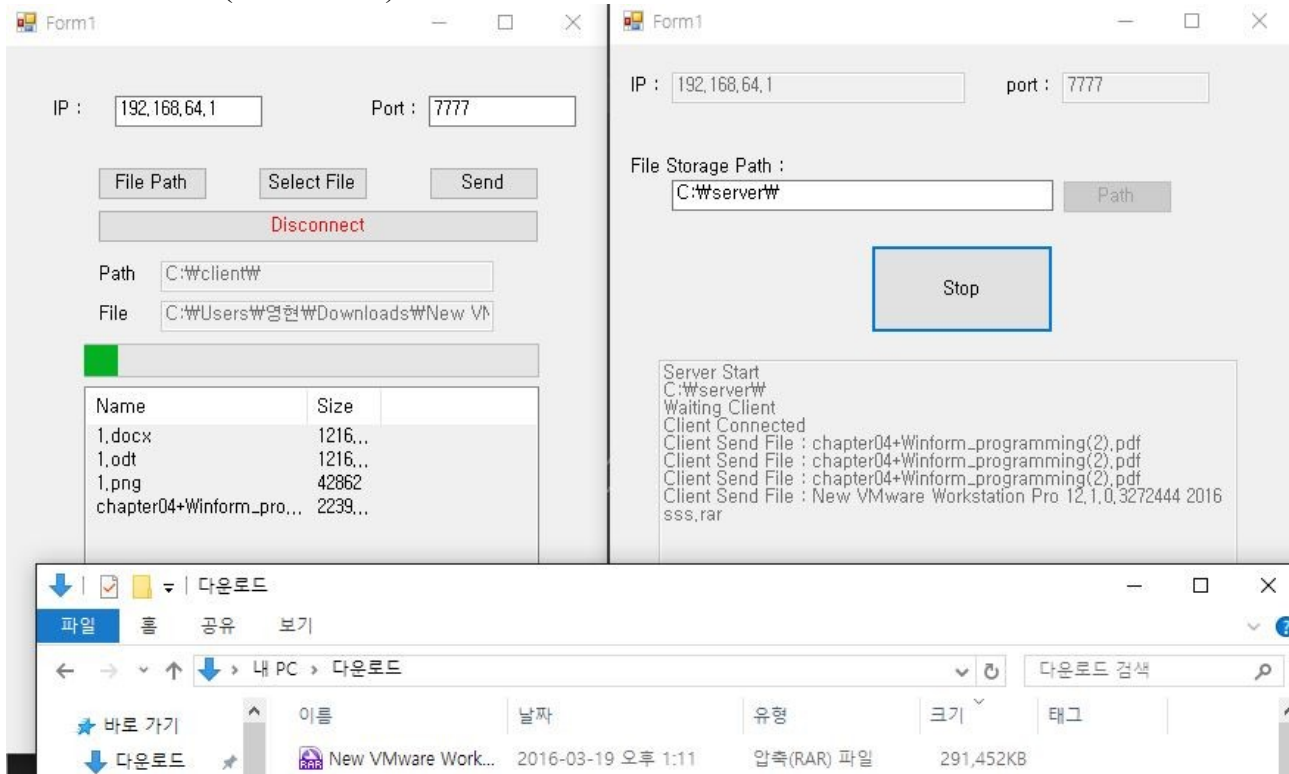 Form1
IP : 192,168,64,1 Port : 7777
File Path Select File Send
Disconnect
Path C:₩client₩
File C:₩Users₩영현₩Downloads₩New VM
Name Size
1,docx 1216,,,
1,odt 1216,,,
1,png 42862
chapter04+Winform_pro,,, 2239,,,
Form1
IP : 192,168,64,1 port : 7777
File Storage Path :
C:₩server₩ Path
Stop
Server Start
C:₩server₩
Waiting Client
Client Connected
Client Send File : chapter04+Winform_programming(2),pdf
Client Send File : chapter04+Winform_programming(2),pdf
Client Send File : chapter04+Winform_programming(2),pdf
Client Send File : New VMware Workstation Pro 12,1,0,3272444 2016
sss,rar
다운로드
파일 홈 공유 보기
내 PC › 다운로드 다운로드 검색
바로 가기
다운로드
이름 날짜 유형 크기 태그
New VMware Work... 2016-03-19 오후 1:11 압축(RAR) 파일 291,452KB